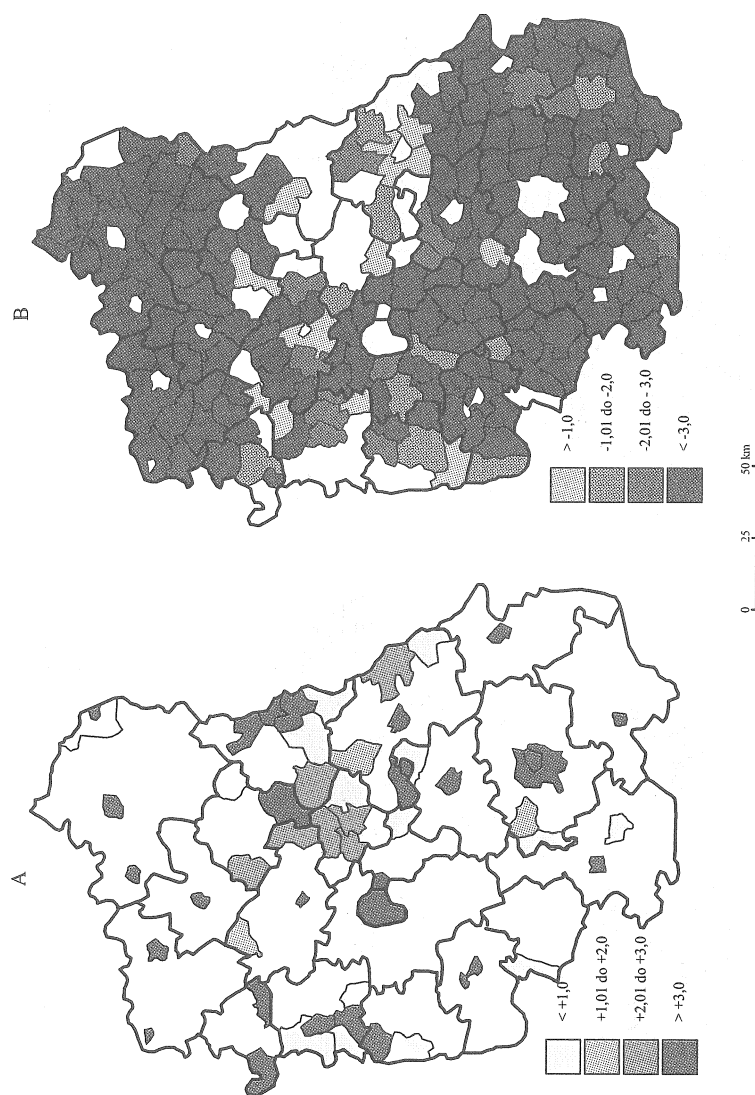 A
< +1,0
+1,01 do +2,0
+2,01 do +3,0
> +3,0
B
> -1,0
-1,01 do -2,0
-2,01 do - 3,0
< -3,0
0 25 50 km